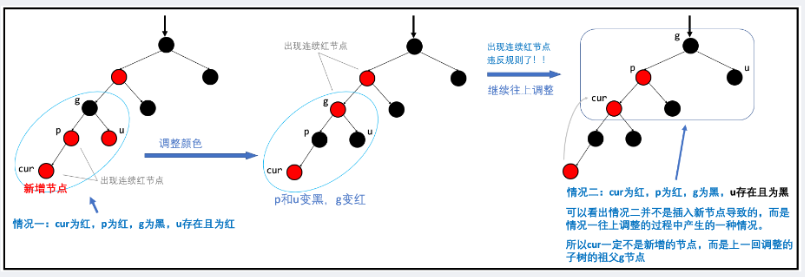 g
p
u
cur
新增节点
出现连续红节点
情况一：cur为红，p为红，g为黑，u存在且为红
调整颜色
出现连续红节点
g
p
u
cur
p和u变黑、g变红
出现连续红节点
违反规则了！！
继续往上调整
g
p
u
cur
情况二：cur为红，p为红，g为黑，u存在且为黑
可以看出情况二并不是插入新节点导致的，而是
情况一往上调整的过程中产生的一种情况。
所以cur一定不是新增的节点，而是上一回调整的
子树的祖父g节点